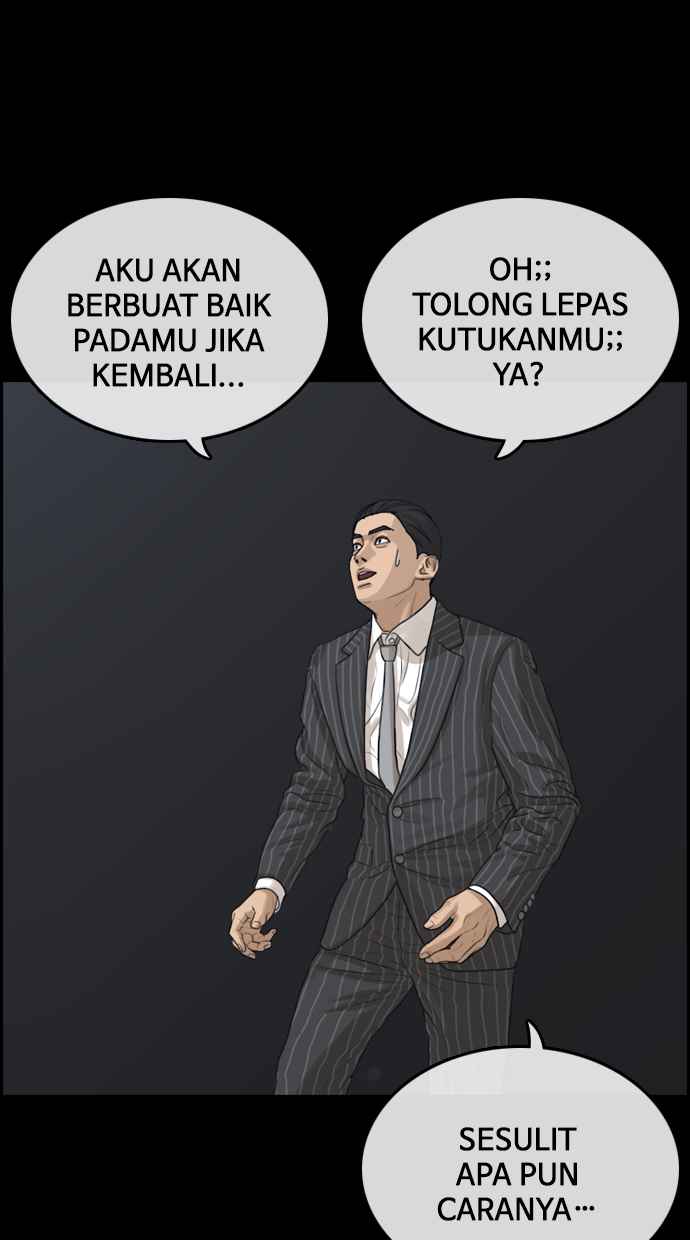 AKU AKAN
BERBUAT BAIK
PADAMU JIKA
KEMBALI...
OH;;
TOLONG LEPAS
KUTUKANMU;;
YA?
SESULIT
APA PUN
CARANYA...